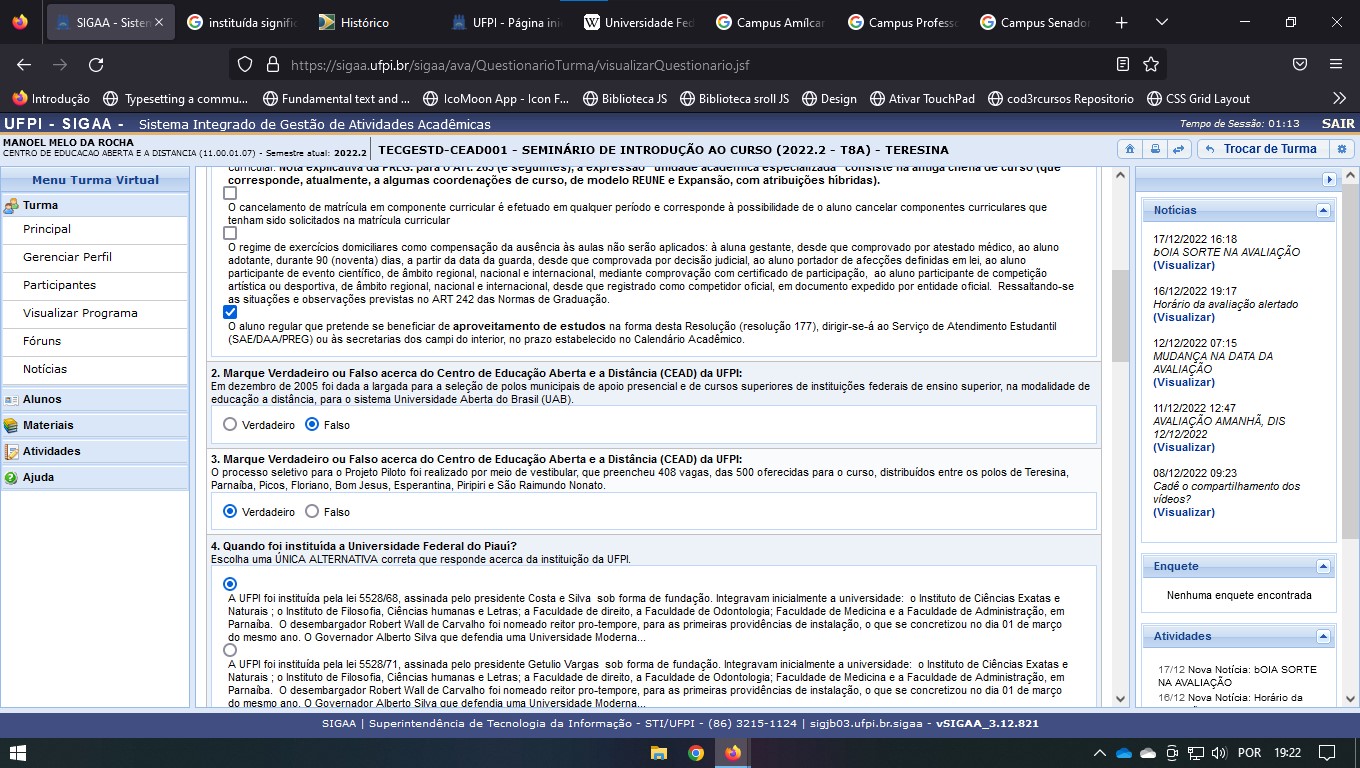 SIGAA - Sisten
instituída signific
Histórico
UFPI - Página ini
Universidade Fed
Campus Amílcar
Campus Professo
Campus Senador
https://sigaa.ufpi.br/sigaa/ava/QuestionarioTurma/visualizarQuestionario.jsf
Introdução
Typesetting a commu...
Fundamental text and ...
IcoMoon App - Icon F...
Biblioteca JS
Biblioteca sroll JS
Design
Ativar TouchPad
cod3rcursos Repositorio
CSS Grid Layout
UFPI - SIGAA - Sistema Integrado de Gestão de Atividades Acadêmicas
Tempo de Sessão: 01:13 SAIR
MANOEL MELO DA ROCHA
CENTRO DE EDUCACAO ABERTA E A DISTANCIA (11.00.01.07) - Semestre atual: 2022.2
TECGESTD-CEAD001 - SEMINÁRIO DE INTRODUÇÃO AO CURSO (2022.2 - T8A) - TERESINA
Trocar de Turma
Menu Turma Virtual
Turma
Principal
Gerenciar Perfil
Participantes
Visualizar Programa
Fóruns
Notícias
Alunos
Materiais
Atividades
Ajuda
curricular. Nota explicativa da PREG: para o Art. 265 (e seguintes), a expressão "unidade acadêmica especializada" consiste na antiga chefia de curso (que
corresponde, atualmente, a algumas coordenações de curso, de modelo REUNE e Expansão, com atribuições híbridas).
O cancelamento de matrícula em componente curricular é efetuado em qualquer período e corresponde à possibilidade de o aluno cancelar componentes curriculares que
tenham sido solicitados na matrícula curricular
O regime de exercícios domiciliares como compensação da ausência às aulas não serão aplicados: à aluna gestante, desde que comprovado por atestado médico, ao aluno
adotante, durante 90 (noventa) dias, a partir da data da guarda, desde que comprovada por decisão judicial, ao aluno portador de afecções definidas em lei, ao aluno
participante de evento científico, de âmbito regional, nacional e internacional, mediante comprovação com certificado de participação, ao aluno participante de competição
artística ou desportiva, de âmbito regional, nacional e internacional, desde que registrado como competidor oficial, em documento expedido por entidade oficial. Ressaltando-se
as situações e observações previstas no ART 242 das Normas de Graduação.
O aluno regular que pretende se beneficiar de aproveitamento de estudos na forma desta Resolução (resolução 177), dirigir-se-á ao Serviço de Atendimento Estudantil
(SAE/DAA/PREG) ou às secretarias dos campi do interior, no prazo estabelecido no Calendário Acadêmico.
2. Marque Verdadeiro ou Falso acerca do Centro de Educação Aberta e a Distância (CEAD) da UFPI:
Em dezembro de 2005 foi dada a largada para a seleção de polos municipais de apoio presencial e de cursos superiores de instituições federais de ensino superior, na modalidade de
educação a distância, para o sistema Universidade Aberta do Brasil (UAB).
Verdadeiro Falso
3. Marque Verdadeiro ou Falso acerca do Centro de Educação Aberta e a Distância (CEAD) da UFPI:
O processo seletivo para o Projeto Piloto foi realizado por meio de vestibular, que preencheu 408 vagas, das 500 oferecidas para o curso, distribuídos entre os polos de Teresina,
Parnaíba, Picos, Floriano, Bom Jesus, Esperantina, Piripiri e São Raimundo Nonato.
Verdadeiro Falso
4. Quando foi instituída a Universidade Federal do Piauí?
Escolha uma ÚNICA ALTERNATIVA correta que responde acerca da instituição da UFPI.
A UFPI foi instituída pela lei 5528/68, assinada pelo presidente Costa e Silva sob forma de fundação. Integravam inicialmente a universidade: o Instituto de Ciências Exatas e
Naturais ; o Instituto de Filosofia, Ciências humanas e Letras; a Faculdade de direito, a Faculdade de Odontologia; Faculdade de Medicina e a Faculdade de Administração, em
Parnaíba. O desembargador Robert Wall de Carvalho foi nomeado reitor pro-tempore, para as primeiras providências de instalação, o que se concretizou no dia 01 de março
do mesmo ano. O Governador Alberto Silva que defendia uma Universidade Moderna...
A UFPI foi instituída pela lei 5528/71, assinada pelo presidente Getulio Vargas sob forma de fundação. Integravam inicialmente a universidade: o Instituto de Ciências Exatas e
Naturais ; o Instituto de Filosofia, Ciências humanas e Letras; a Faculdade de direito, a Faculdade de Odontologia; Faculdade de Medicina e a Faculdade de Administração, em
Parnaíba. O desembargador Robert Wall de Carvalho foi nomeado reitor pro-tempore, para as primeiras providências de instalação, o que se concretizou no dia 01 de março
do mesmo ano. O Governador Alberto Silva que defendia uma Universidade Moderna...
Notícias
17/12/2022 16:18
bOIA SORTE NA AVALIAÇÃO
(Visualizar)
16/12/2022 19:17
Horário da avaliação alertado
(Visualizar)
12/12/2022 07:15
MUDANÇA NA DATA DA
AVALIAÇÃO
(Visualizar)
11/12/2022 12:47
AVALIAÇÃO AMANHÃ, DIS
12/12/2022
(Visualizar)
08/12/2022 09:23
Cadê o compartilhamento dos
vídeos?
(Visualizar)
Enquete
Nenhuma enquete encontrada
Atividades
17/12 Nova Notícia: bOIA SORTE
NA AVALIAÇÃO
16/12 Nova Notícia: Horário da
SIGAA | Superintendência de Tecnologia da Informação - STI/UFPI - (86) 3215-1124 | sigjb03.ufpi.br.sigaa - vSIGAA_3.12.821
POR 19:22